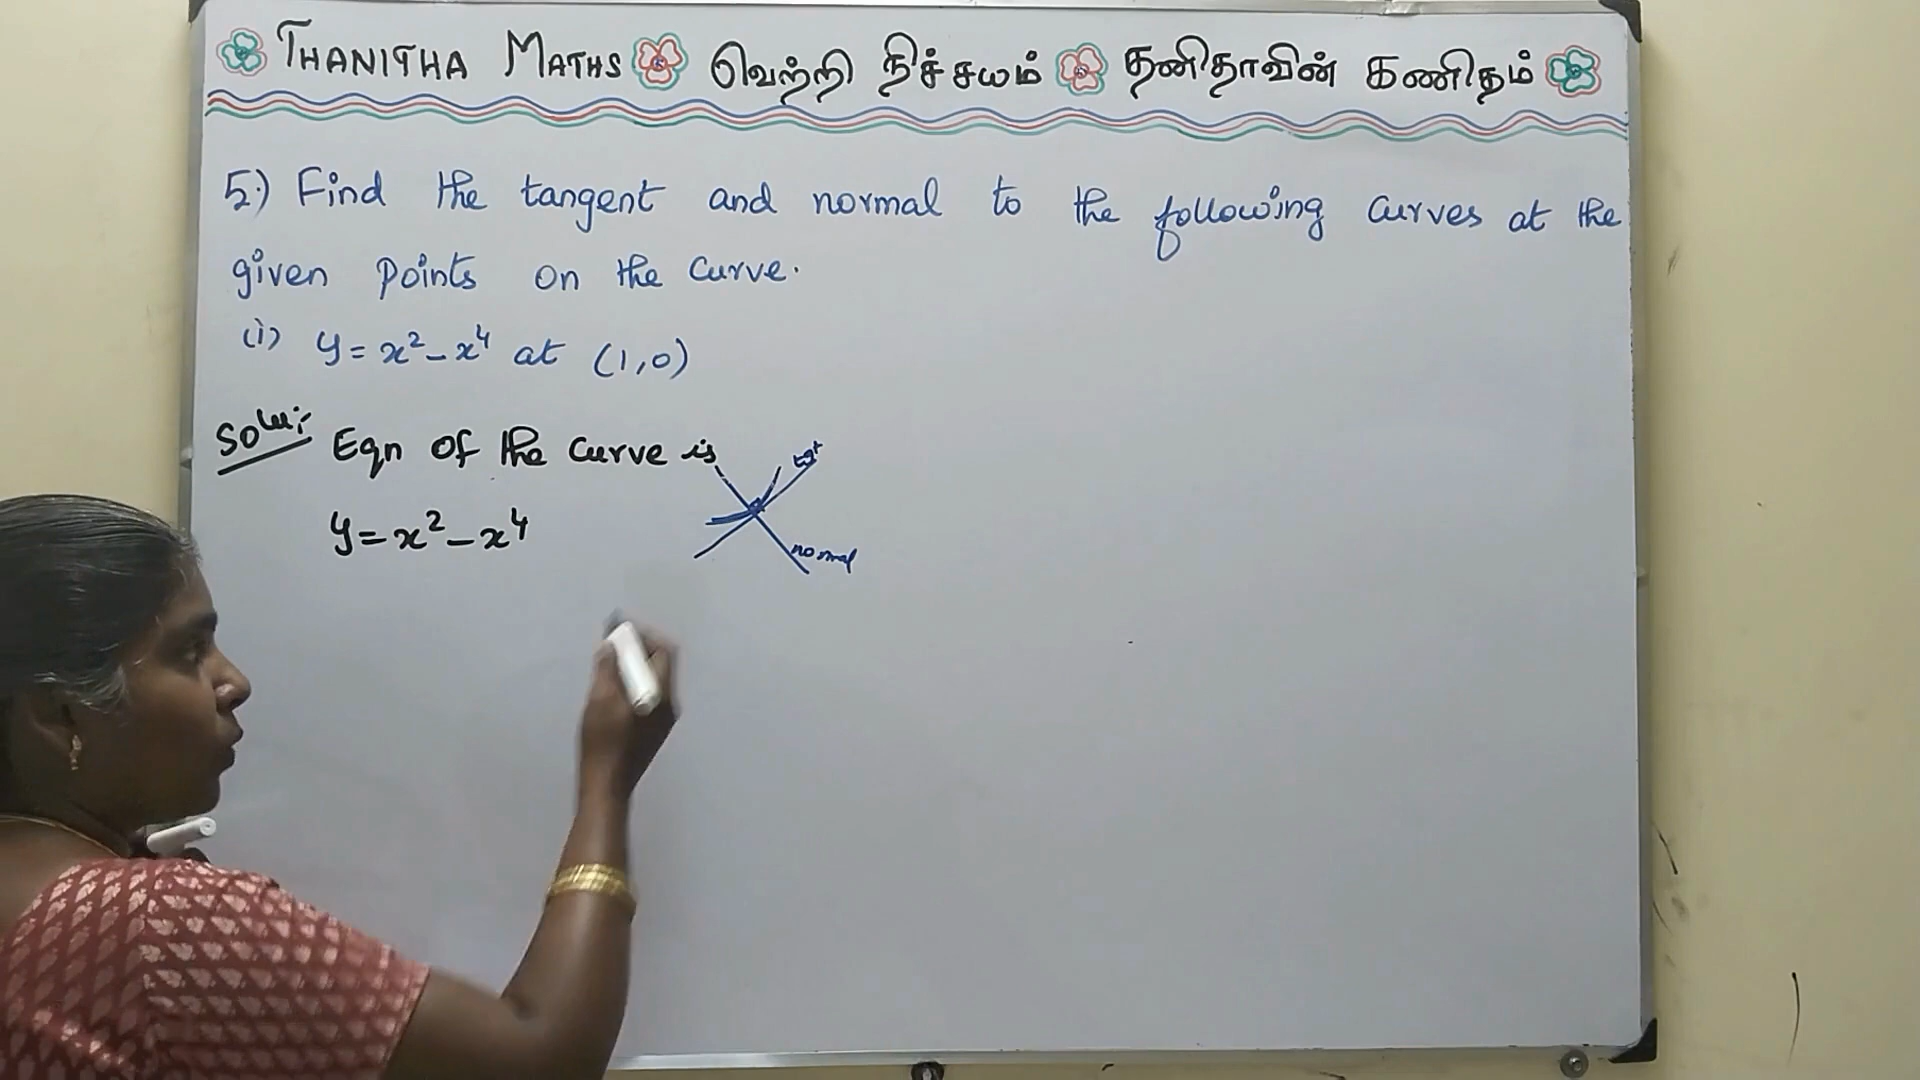 THANITHA MATHS வெற்றி நிச்சயம் தனிதாவின் கணிதம்
5.) Find the tangent and normal to the following curves at the
given points on the curve.
(i) y = x² - x⁴ at (1,0)
Solu:- Eqn of the curve is
y = x² - x⁴
tgt
normal